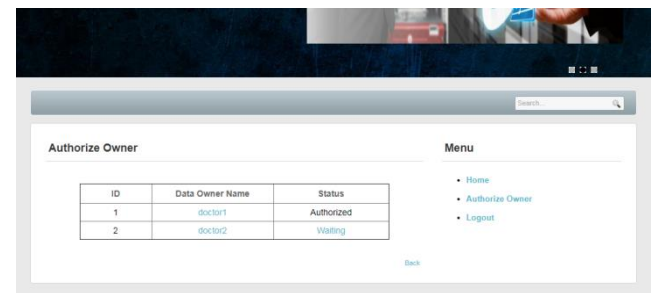 Search...
Authorize Owner
Menu
ID Data Owner Name Status
1 doctor1 Authorized
2 doctor2 Waiting
Back
Home
Authorize Owner
Logout